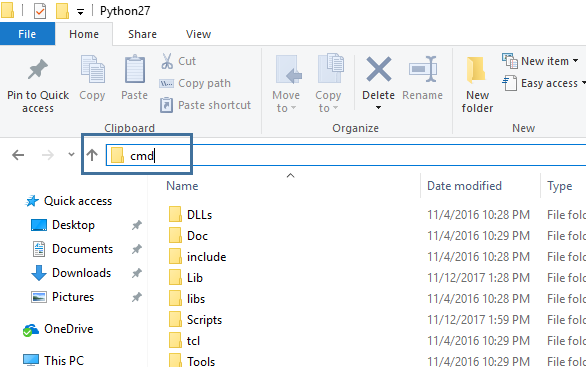 Python27
File Home Share View
Pin to Quick access
Copy
Paste
Cut
Copy path
Paste shortcut
Clipboard
Move to
Copy to
Delete
Rename
Organize
New folder
New item
Easy access
New
cmd
Name Date modified Type
Quick access
Desktop
Documents
Downloads
Pictures
OneDrive
This PC
DLLs 11/4/2016 10:28 PM File fold
Doc 11/4/2016 10:29 PM File fold
include 11/4/2016 10:28 PM File fold
Lib 11/12/2017 1:28 PM File fold
libs 11/4/2016 10:28 PM File fold
Scripts 11/12/2017 1:59 PM File fold
tcl 11/4/2016 10:29 PM File fold
Tools 11/4/2016 10:29 PM File fold